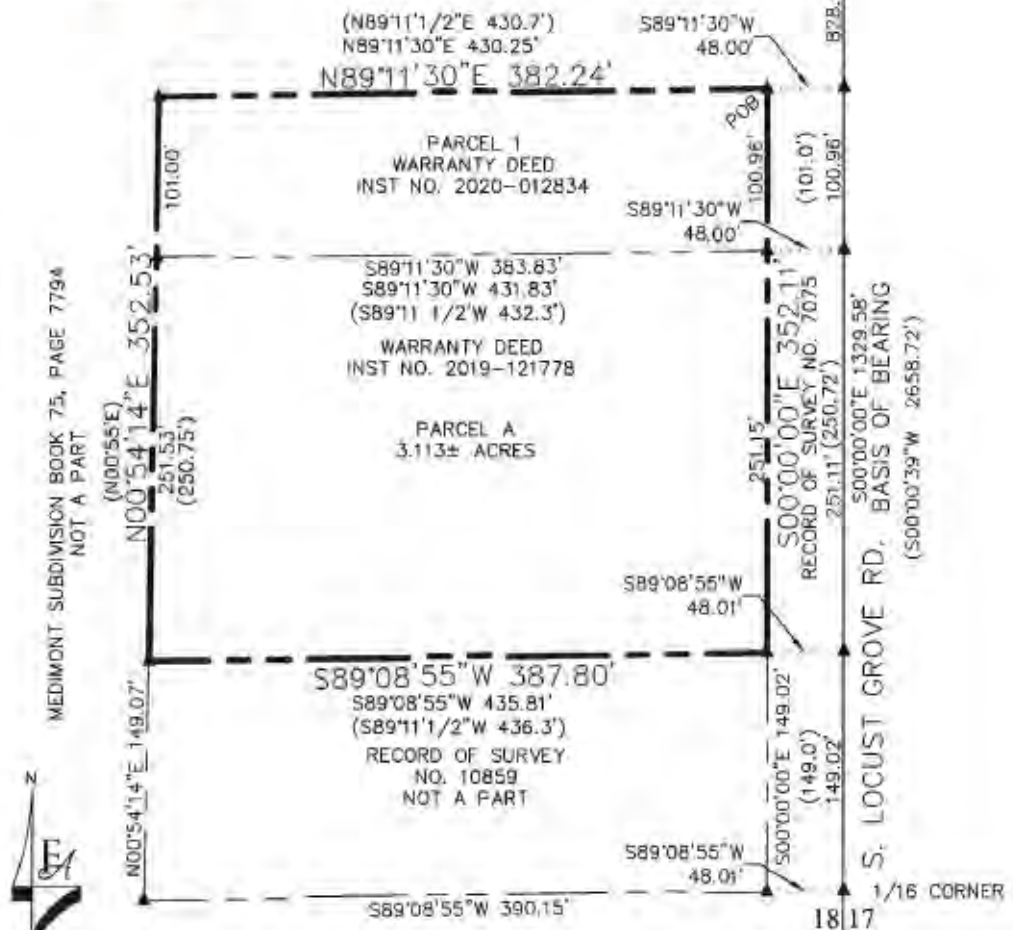 (N89°11'1/2"E 430.7')
N89°11'30"E 430.25'
N89°11'30"E 382.24'
S89°11'30"W
48.00'
878.
POB
PARCEL 1
WARRANTY DEED
INST NO. 2020-012834
101.00'
100.96'
(101.0')
100.96'
S89°11'30"W
48.00'
S89°11'30"W 383.83'
S89°11'30"W 431.83'
(S89°11 1/2'W 432.3')
WARRANTY DEED
INST NO. 2019-121778
PARCEL A
3.113± ACRES
MEDIMONT SUBDIVISION BOOK 75, PAGE 7794
NOT A PART
(N00°55'E)
N00°54'14"E 352.53'
251.53'
(250.75')
251.15'
S00°00'00"E 352.11'
RECORD OF SURVEY NO. 7075
251.11' (250.72')
S00°00'00"E 1329.58'
BASIS OF BEARING
(S00°00'39"W 2658.72')
S. LOCUST GROVE RD.
S89°08'55"W
48.01'
S89°08'55"W 387.80'
S89°08'55"W 435.81'
(S89°11'1/2"W 436.3')
RECORD OF SURVEY
NO. 10859
NOT A PART
N00°54'14"E 149.07'
S00°00'00"E 149.02'
(149.0')
149.02
S89°08'55"W
48.01'
S89°08'55"W 390.15'
1/16 CORNER
18 17
N
EA